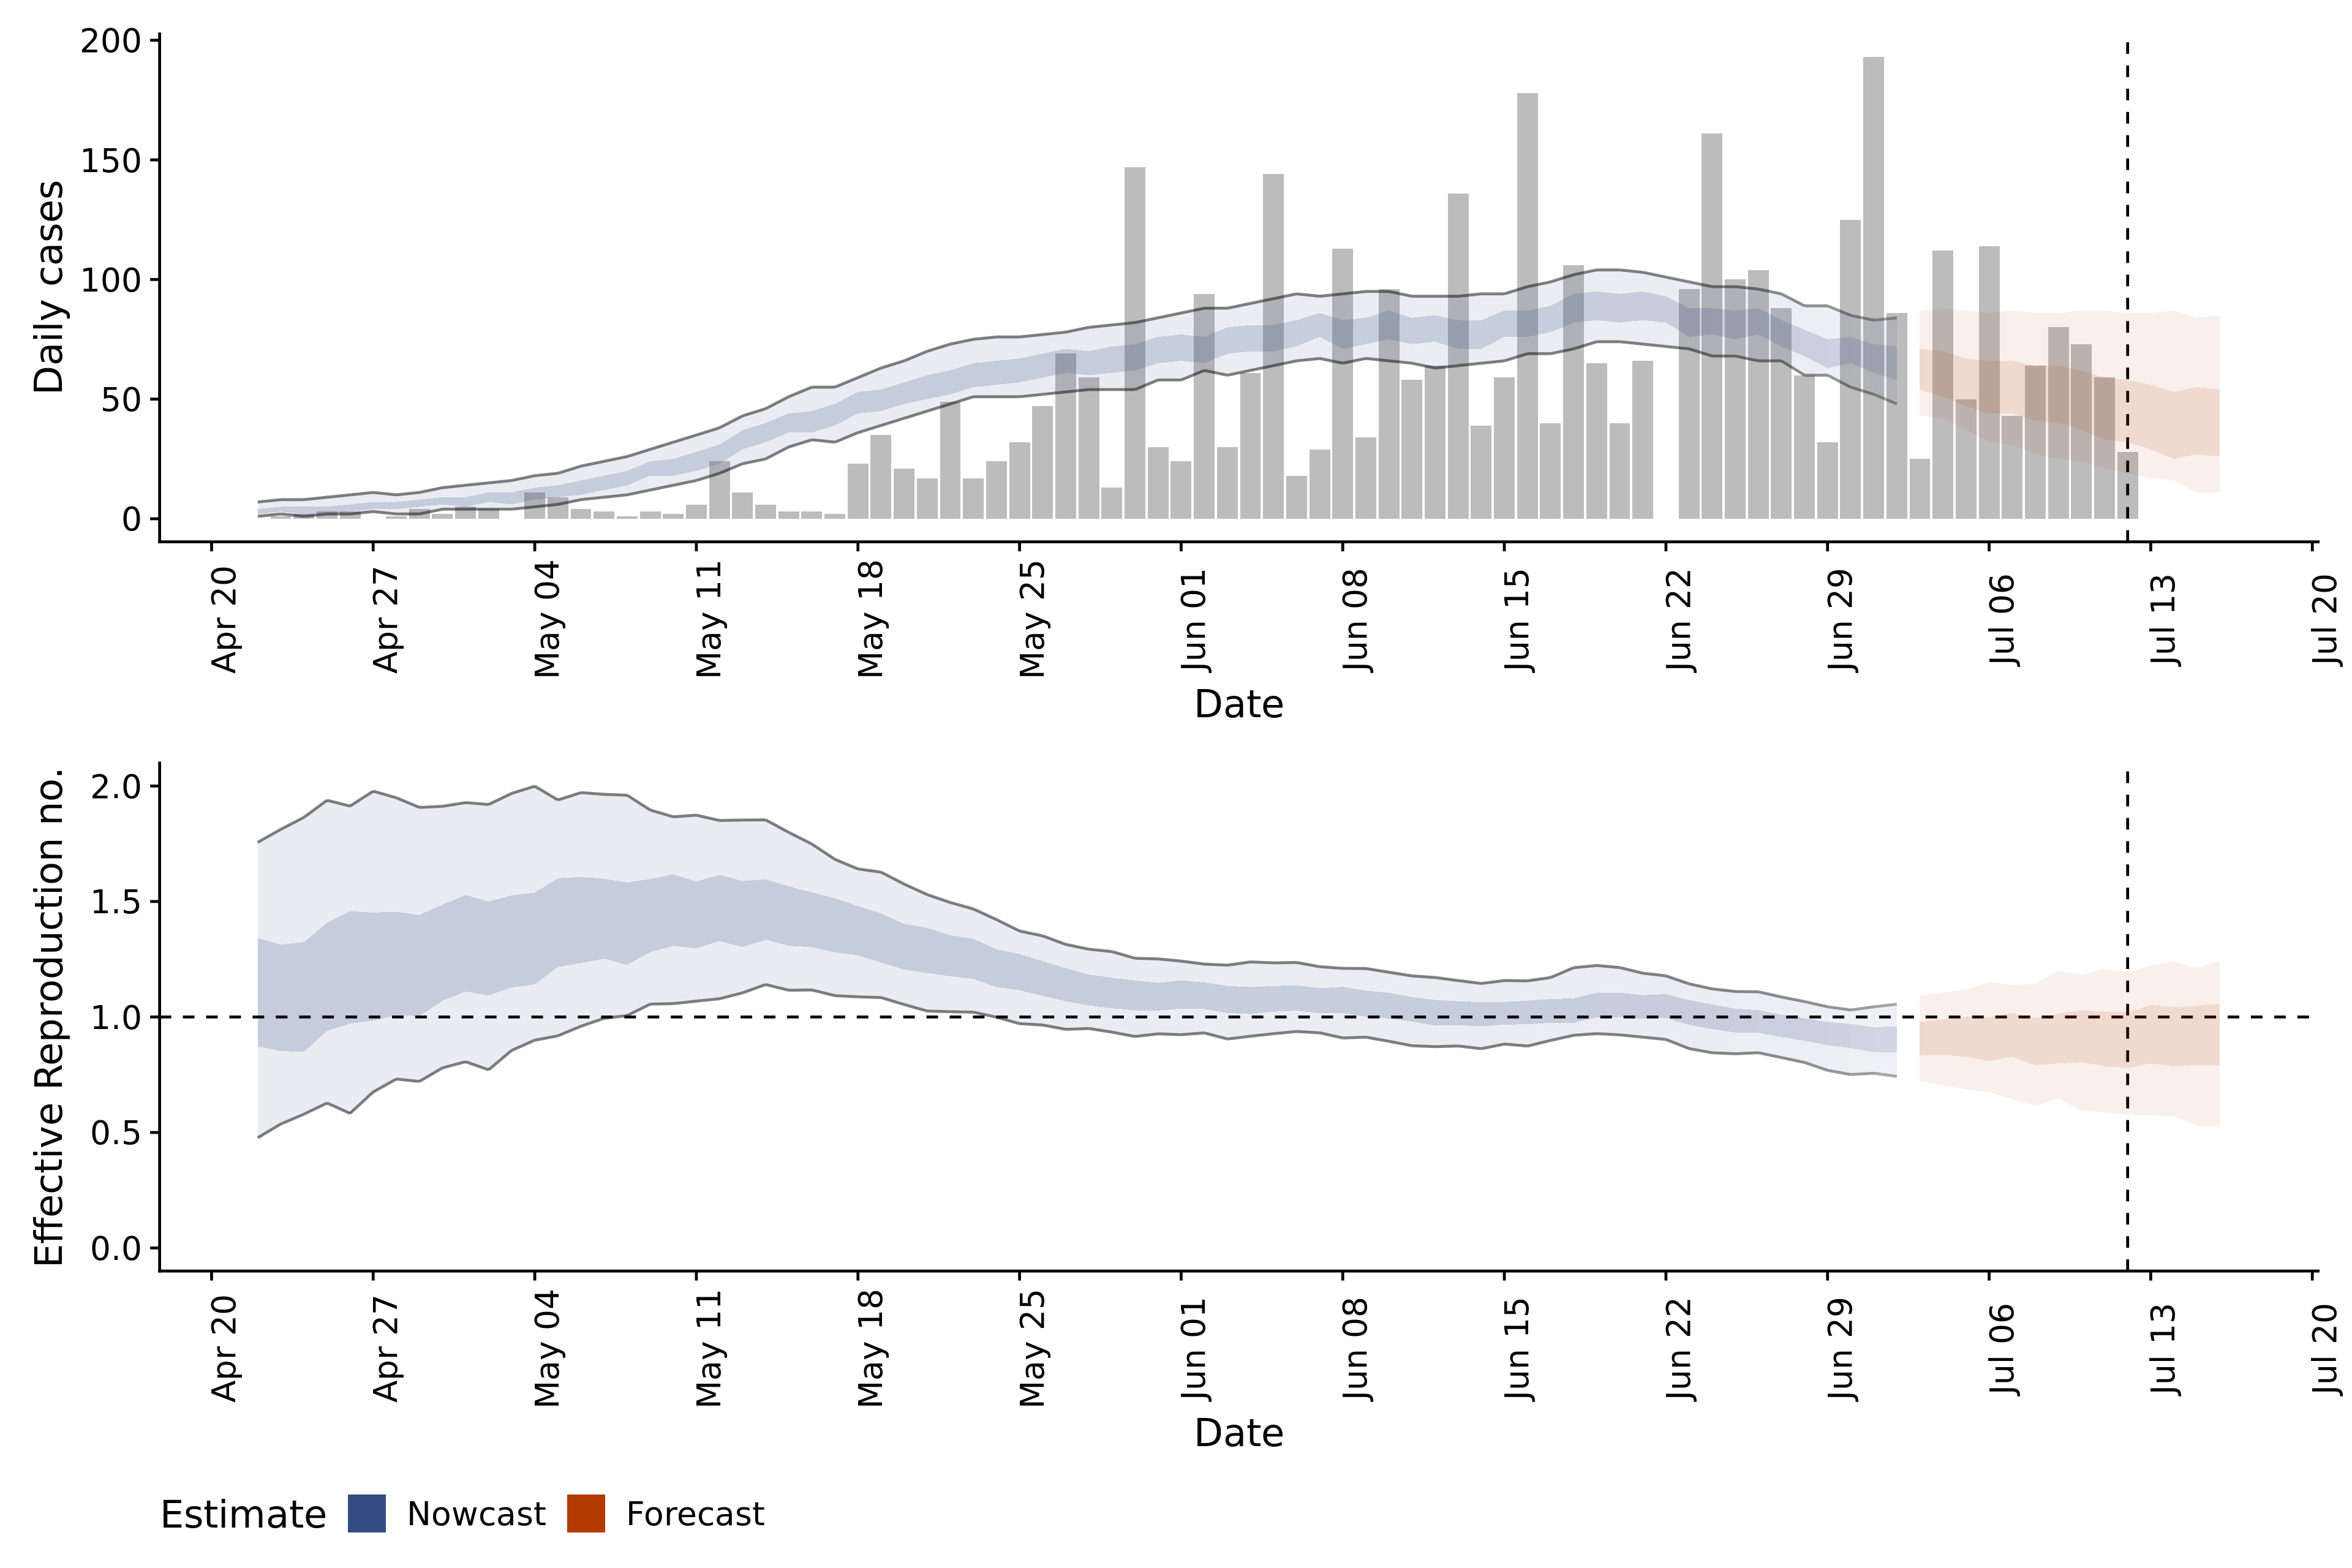 200
150
100
50
0
Daily cases
Apr 20
Apr 27
May 04
May 11
May 18
May 25
Jun 01
Jun 08
Jun 15
Jun 22
Jun 29
Jul 06
Jul 13
Jul 20
Date
2.0
1.5
1.0
0.5
0.0
Effective Reproduction no.
Apr 20
Apr 27
May 04
May 11
May 18
May 25
Jun 01
Jun 08
Jun 15
Jun 22
Jun 29
Jul 06
Jul 13
Jul 20
Date
Estimate Nowcast Forecast